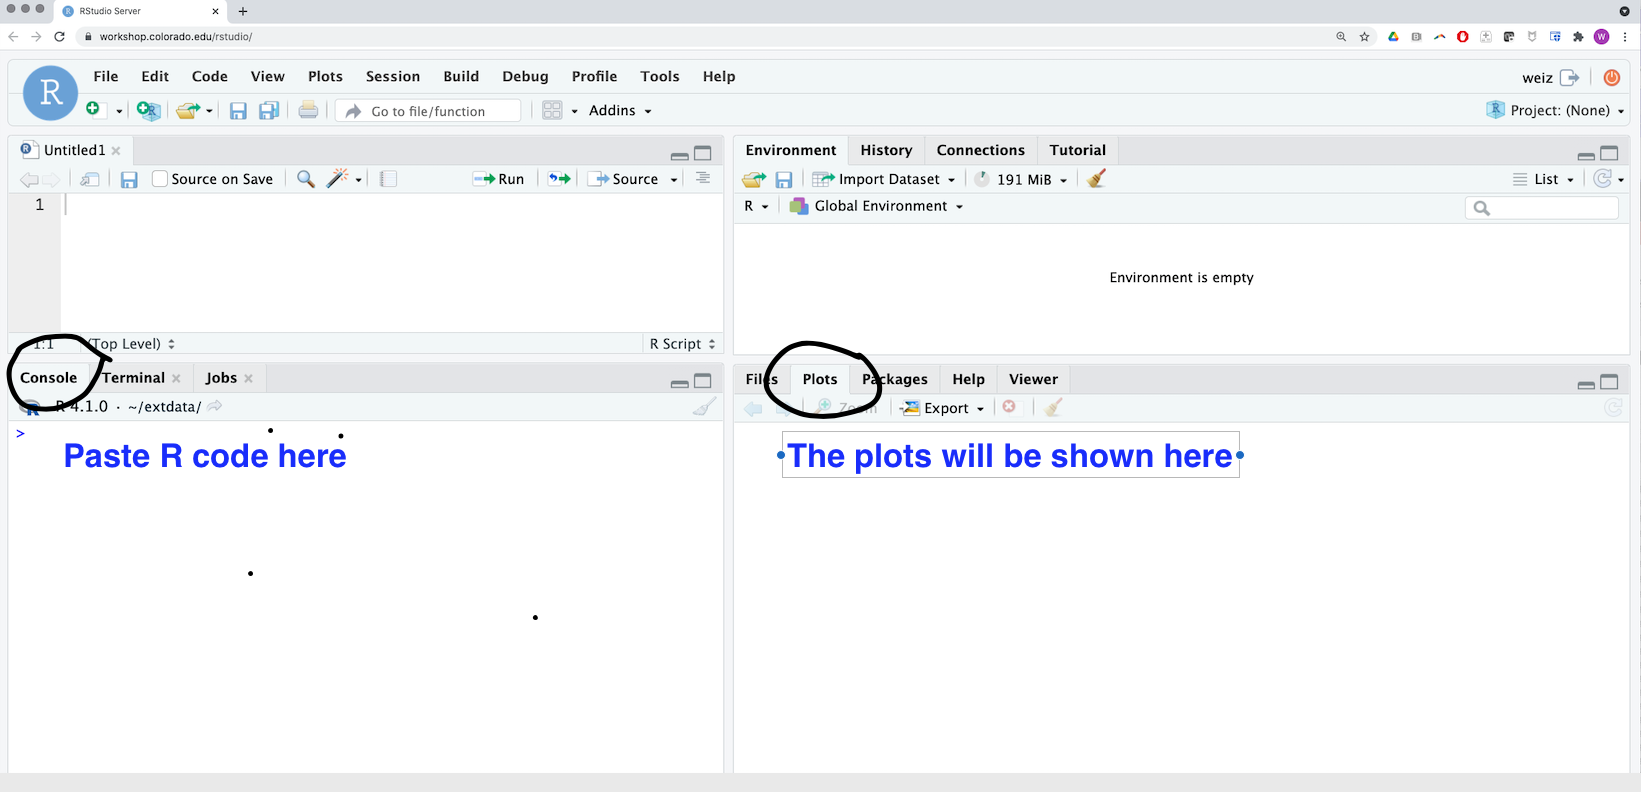 RStudio Server
workshop.colorado.edu/rstudio/
W
R
File Edit Code View Plots Session Build Debug Profile Tools Help
weiz
Go to file/function
Addins
Project: (None)
Untitled1
Source on Save
Run
Source
1
1:1
(Top Level)
R Script
Environment History Connections Tutorial
Import Dataset
191 MiB
List
R
Global Environment
Environment is empty
Console Terminal Jobs
R 4.1.0 · ~/extdata/
>
Paste R code here
Files Plots Packages Help Viewer
Zoom
Export
The plots will be shown here